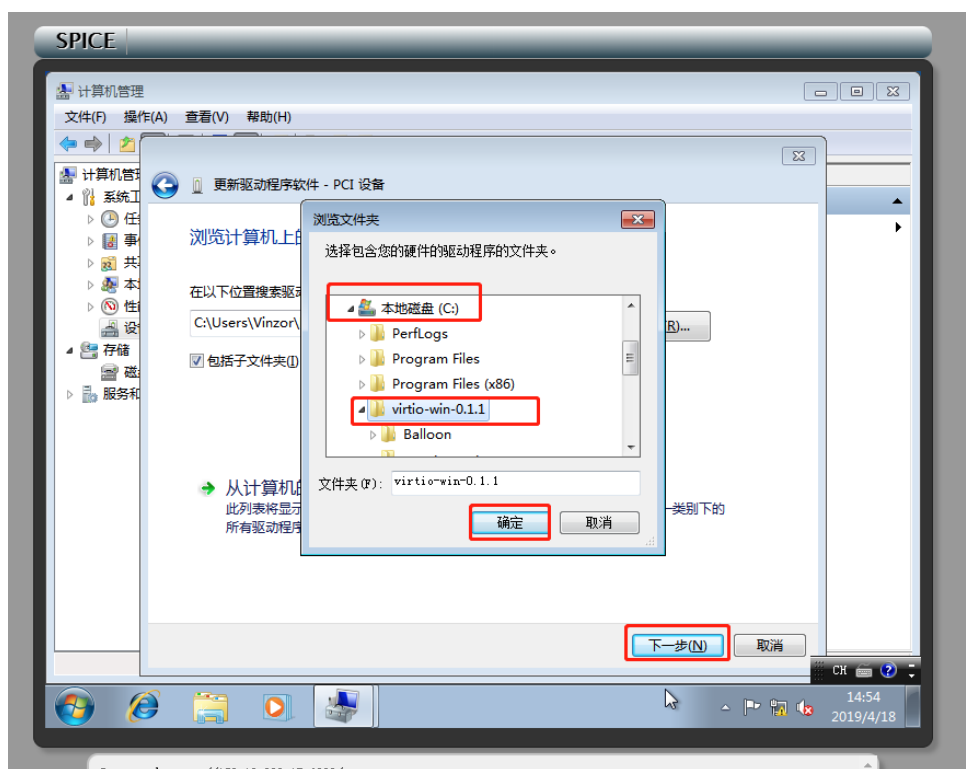 SPICE
计算机管理
文件(F) 操作(A) 查看(V) 帮助(H)
计算机管
系统工
任
事
共
本
性
设
存储
磁
服务和
更新驱动程序软件 - PCI 设备
浏览计算机上的
在以下位置搜索驱动
C:\Users\Vinzor\
(R)...
包括子文件夹(I)
从计算机的
此列表将显示
一类别下的
所有驱动程序
浏览文件夹
选择包含您的硬件的驱动程序的文件夹。
本地磁盘 (C:)
PerfLogs
Program Files
Program Files (x86)
virtio-win-0.1.1
Balloon
文件夹(F): virtio-win-0.1.1
确定 取消
下一步(N) 取消
CH
14:54
2019/4/18